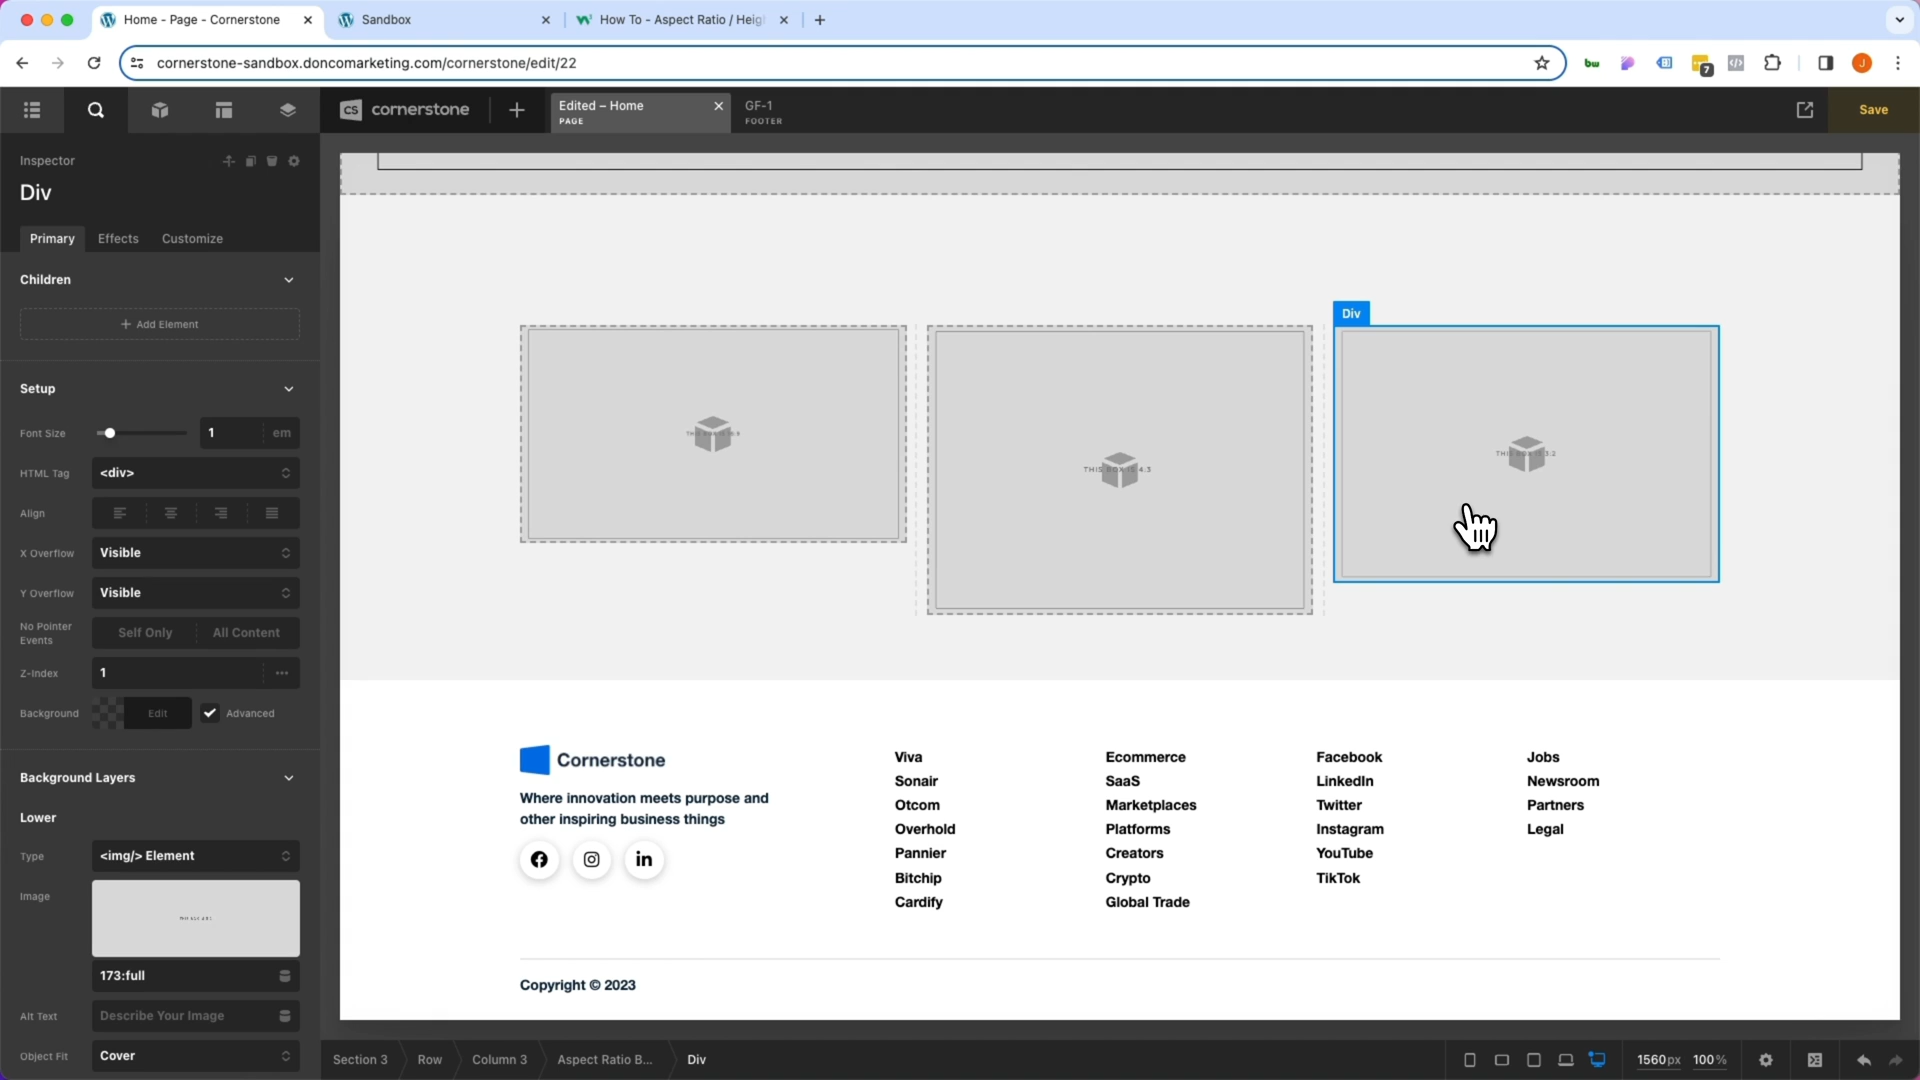 Home - Page - Cornerstone
Sandbox
How To - Aspect Ratio / Heig
cornerstone-sandbox.doncomarketing.com/cornerstone/edit/22
bw
7
J
CS cornerstone
Edited – Home
PAGE
GF-1
FOOTER
Save
Inspector
Div
Primary
Effects
Customize
Children
+ Add Element
Setup
Font Size
1
em
HTML Tag
<div>
Align
X Overflow
Visible
Y Overflow
Visible
No Pointer
Events
Self Only
All Content
Z-Index
1
Background
Edit
Advanced
Background Layers
Lower
Type
<img/> Element
Image
173:full
Alt Text
Describe Your Image
Object Fit
Cover
Div
Cornerstone
Where innovation meets purpose and
other inspiring business things
Viva
Sonair
Otcom
Overhold
Pannier
Bitchip
Cardify
Ecommerce
SaaS
Marketplaces
Platforms
Creators
Crypto
Global Trade
Facebook
LinkedIn
Twitter
Instagram
YouTube
TikTok
Jobs
Newsroom
Partners
Legal
Copyright © 2023
Section 3
Row
Column 3
Aspect Ratio B...
Div
1560px
100%